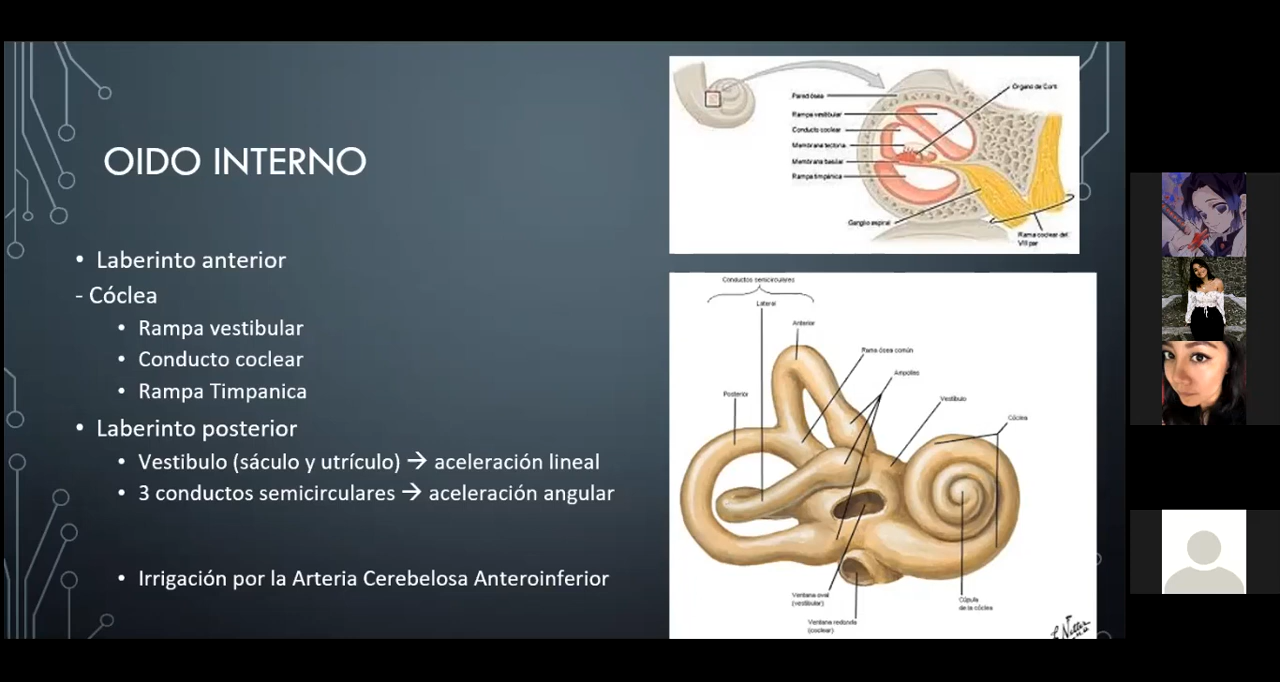 OIDO INTERNO
• Laberinto anterior
- Cóclea
• Rampa vestibular
• Conducto coclear
• Rampa Timpanica
• Laberinto posterior
• Vestibulo (sáculo y utrículo) → aceleración lineal
• 3 conductos semicirculares → aceleración angular
• Irrigación por la Arteria Cerebelosa Anteroinferior
Órgano de Corti
Pared ósea
Rampa vestibular
Conducto coclear
Membrana tectoria
Membrana basilar
Rampa timpánica
Ganglio espiral
Rama coclear del
VIII par
Conductos semicirculares
Lateral
Anterior
Rama ósea común
Ampollas
Posterior
Vestíbulo
Cóclea
Ventana oval
(vestibular)
Cúpula
de la cóclea
Ventana redonda
(coclear)
F. Netter